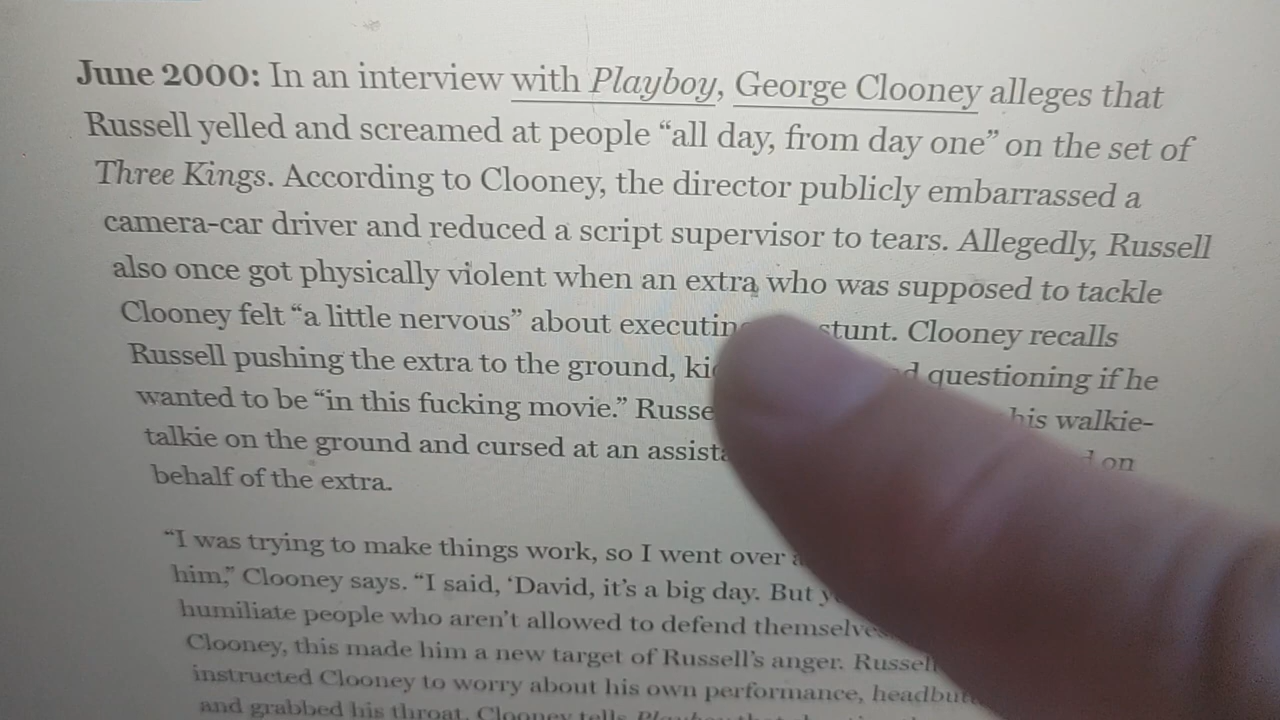 June 2000: In an interview with Playboy, George Clooney alleges that
Russell yelled and screamed at people “all day, from day one” on the set of
Three Kings. According to Clooney, the director publicly embarrassed a
camera-car driver and reduced a script supervisor to tears. Allegedly, Russell
also once got physically violent when an extra who was supposed to tackle
Clooney felt “a little nervous” about executing stunt. Clooney recalls
Russell pushing the extra to the ground, questioning if he
wanted to be “in this fucking movie.” his walkie-
talkie on the ground and cursed at an on
behalf of the extra.
“I was trying to make things work, so I went over
him,” Clooney says. “I said, ‘David, it’s a big day. But
humiliate people who aren’t allowed to defend
Clooney, this made him a new target of Russell’s anger. Russell
instructed Clooney to worry about his own performance,
and grabbed his throat. Clooney tells Playboy that